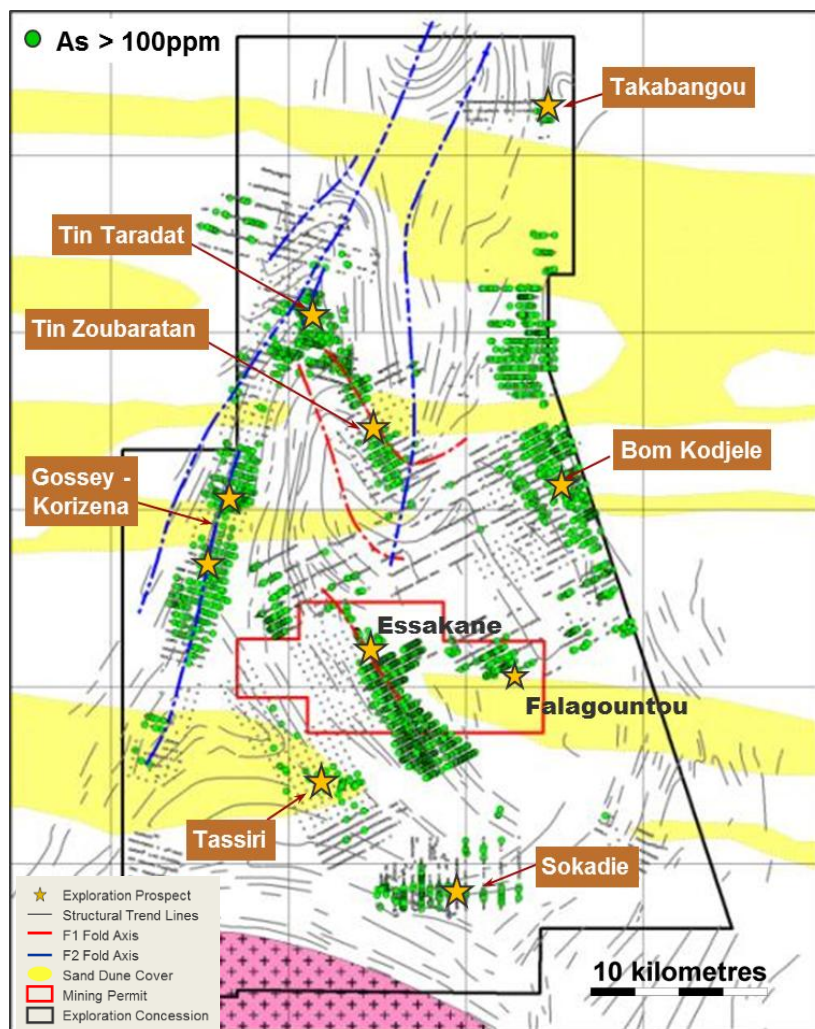 As > 100ppm
Takabangou
Tin Taradat
Tin Zoubaratan
Bom Kodjele
Gossey -
Korizena
Essakane
Falagountou
Tassiri
Sokadie
Exploration Prospect
Structural Trend Lines
F1 Fold Axis
F2 Fold Axis
Sand Dune Cover
Mining Permit
Exploration Concession
10 kilometres